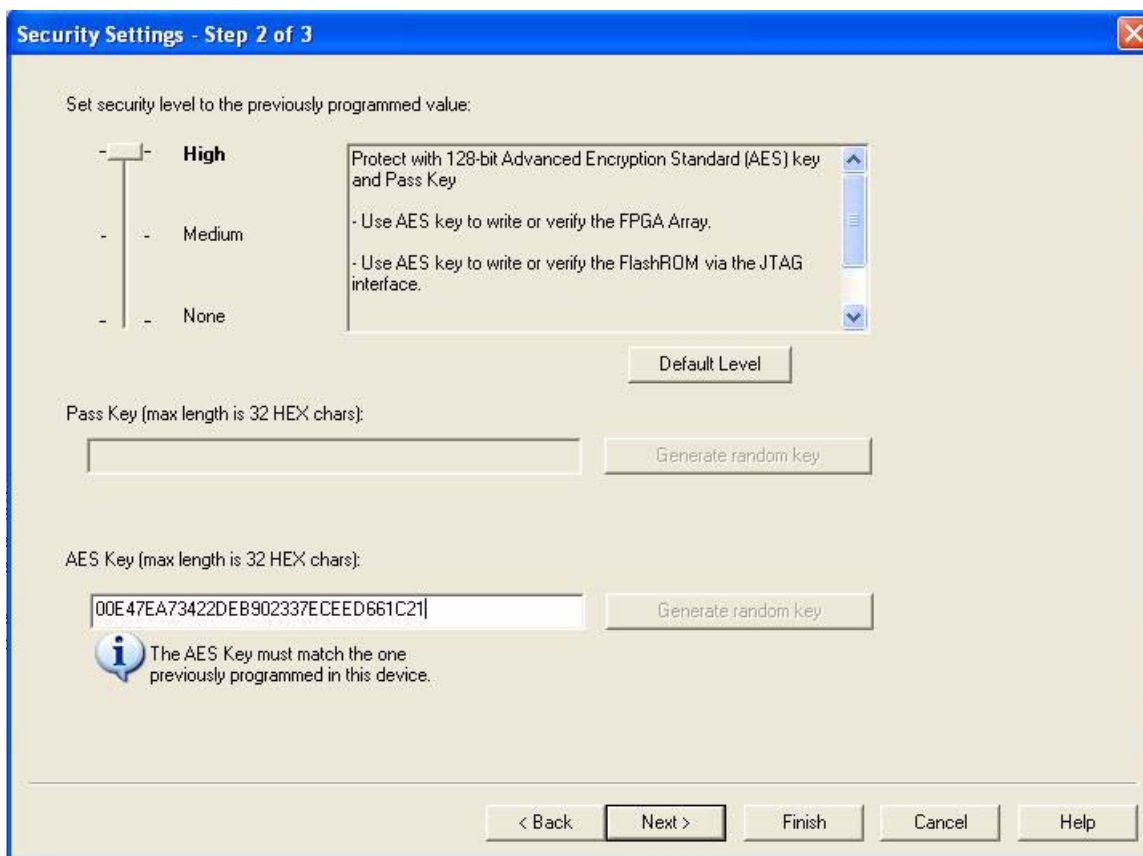 Security Settings - Step 2 of 3
Set security level to the previously programmed value:
High
Medium
None
Protect with 128-bit Advanced Encryption Standard (AES) key
and Pass Key
- Use AES key to write or verify the FPGA Array.
- Use AES key to write or verify the FlashROM via the JTAG
interface.
Default Level
Pass Key (max length is 32 HEX chars):
Generate random key
AES Key (max length is 32 HEX chars):
00E47EA73422DEB902337ECEED661C21
Generate random key
The AES Key must match the one
previously programmed in this device.
< Back
Next >
Finish
Cancel
Help